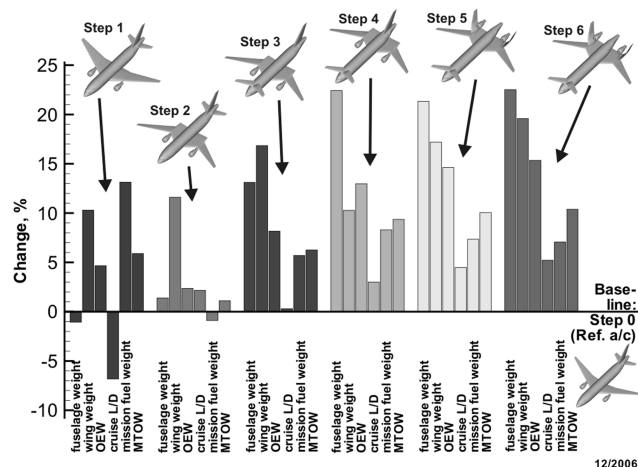 Step 1
Step 2
Step 3
Step 4
Step 5
Step 6
Change, %
25
20
15
10
5
0
-5
-10
Base-
line:
Step 0
(Ref. a/c)
fuselage weight
wing weight
OEW
cruise L/D
mission fuel weight
MTOW
fuselage weight
wing weight
OEW
cruise L/D
mission fuel weight
MTOW
fuselage weight
wing weight
OEW
cruise L/D
mission fuel weight
MTOW
fuselage weight
wing weight
OEW
cruise L/D
mission fuel weight
MTOW
fuselage weight
wing weight
OEW
cruise L/D
mission fuel weight
MTOW
fuselage weight
wing weight
OEW
cruise L/D
mission fuel weight
MTOW
12/2006